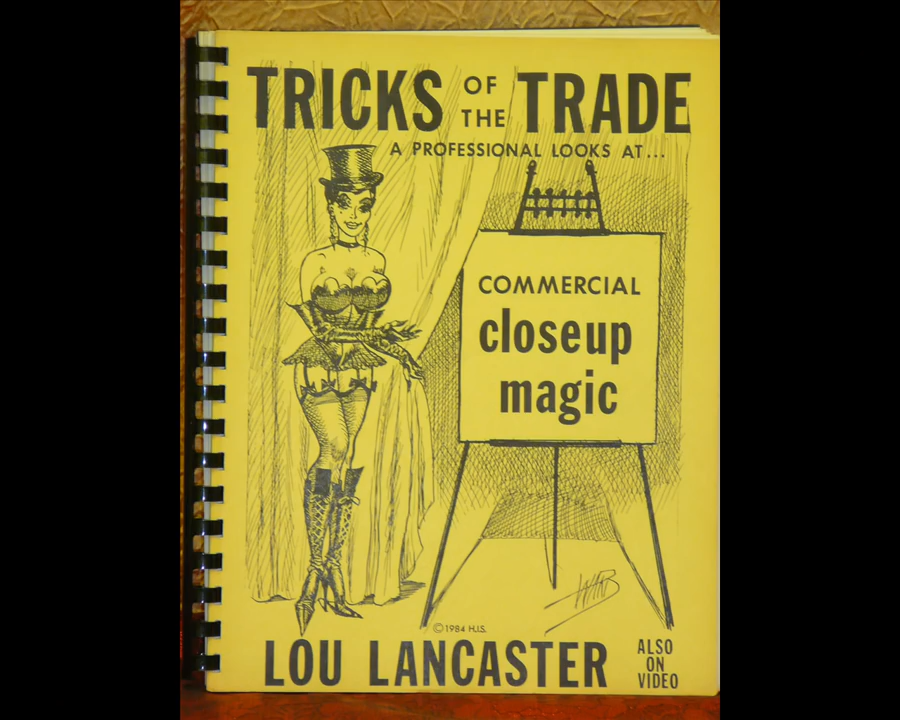 TRICKS OF THE TRADE
A PROFESSIONAL LOOKS AT...
COMMERCIAL
closeup
magic
©1984 H.I.S.
LOU LANCASTER
ALSO
ON
VIDEO